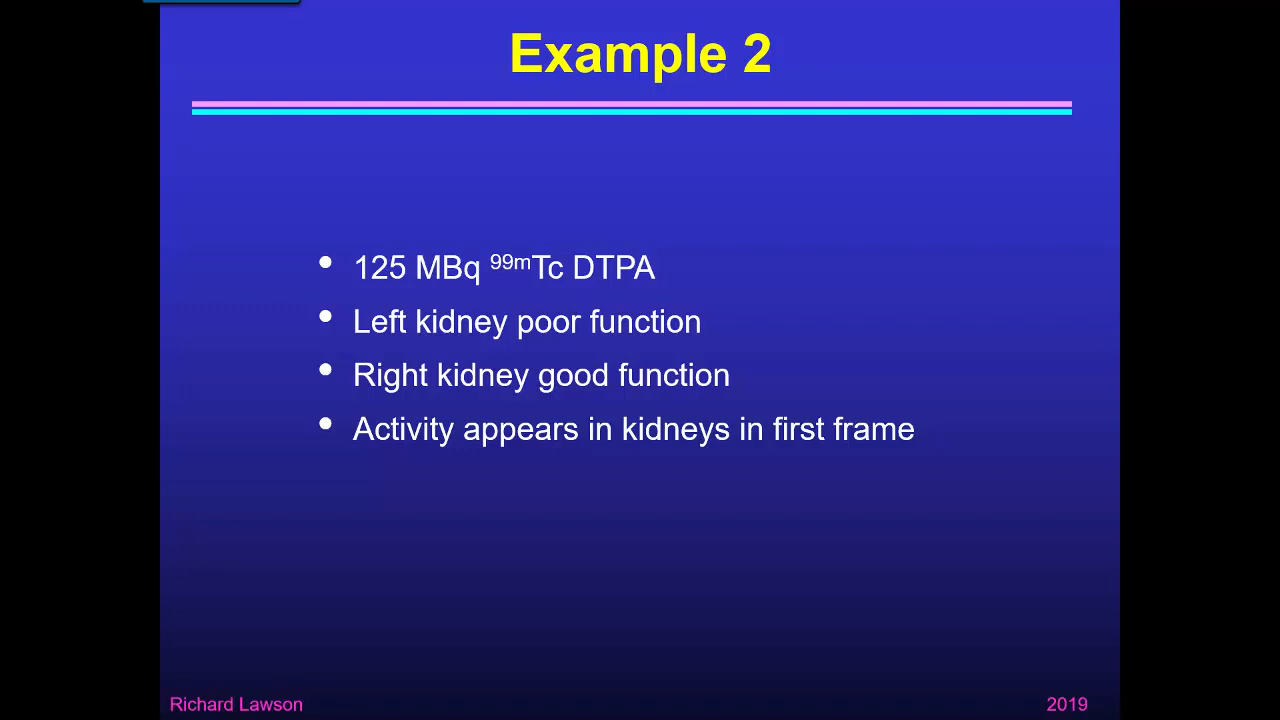 Example 2
• 125 MBq ⁹⁹ᵐTc DTPA
• Left kidney poor function
• Right kidney good function
• Activity appears in kidneys in first frame
Richard Lawson
2019